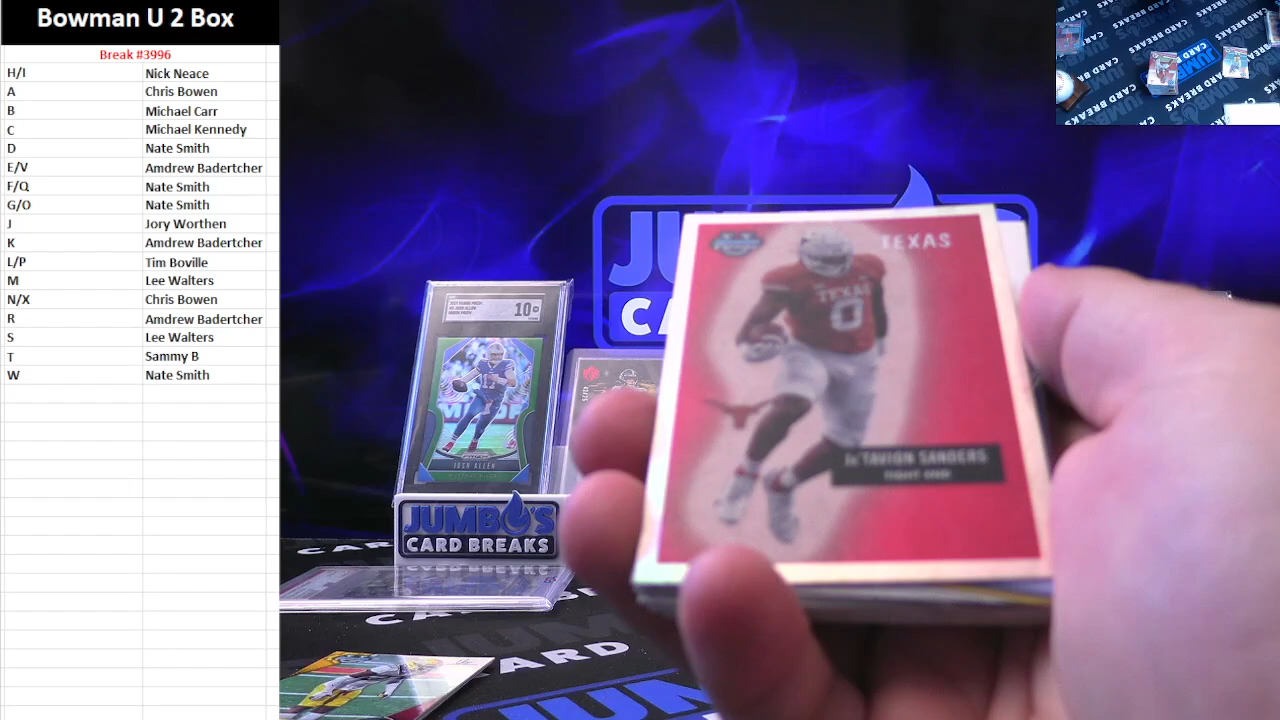 Bowman U 2 Box
Break #3996
H/I Nick Neace
A Chris Bowen
B Michael Carr
C Michael Kennedy
D Nate Smith
E/V Amdrew Badertcher
F/Q Nate Smith
G/O Nate Smith
J Jory Worthen
K Amdrew Badertcher
L/P Tim Boville
M Lee Walters
N/X Chris Bowen
R Amdrew Badertcher
S Lee Walters
T Sammy B
W Nate Smith
TEXAS
TEXAS
0
Ja'TAVION SANDERS
TIGHT END
10
JOSH ALLEN
JUMBO'S
CARD BREAKS